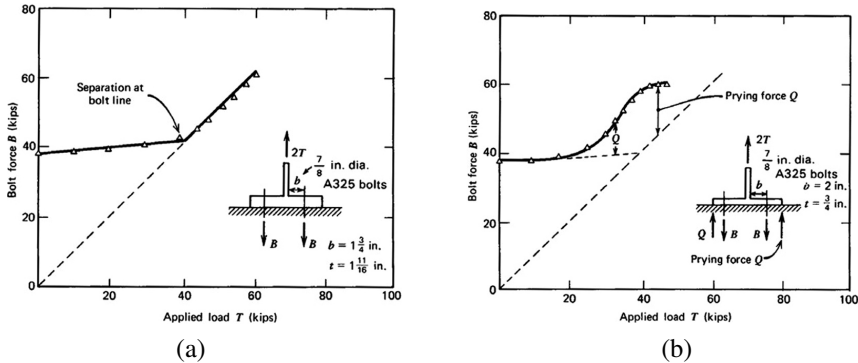 80
60
40
20
0
Bolt force B (kips)
Separation at
bolt line
2T
7/8 in. dia.
A325 bolts
b
B
B
b = 1 3/4 in.
t = 1 11/16 in.
0
20
40
60
80
100
Applied load T (kips)
(a)
80
60
40
20
0
Bolt force B (kips)
Prying force Q
Q
2T
7/8 in. dia.
A325 bolts
b
b = 2 in.
t = 3/4 in.
Q
B
B
Prying force Q
20
40
60
80
100
Applied load T (kips)
(b)